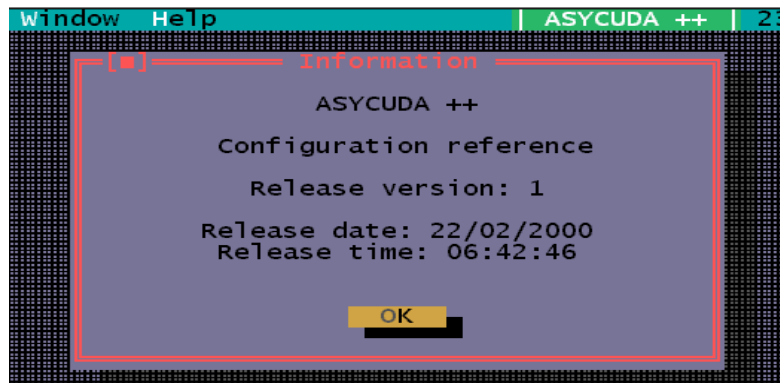 Window Help | ASYCUDA ++ |
[■] Information
ASYCUDA ++
Configuration reference
Release version: 1
Release date: 22/02/2000
Release time: 06:42:46
OK